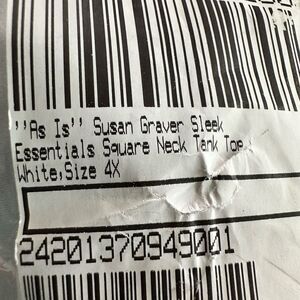 ''As Is'' Susan Graver Sleek
Essentials Square Neck Tank Top
White,Size 4X
24201370949001